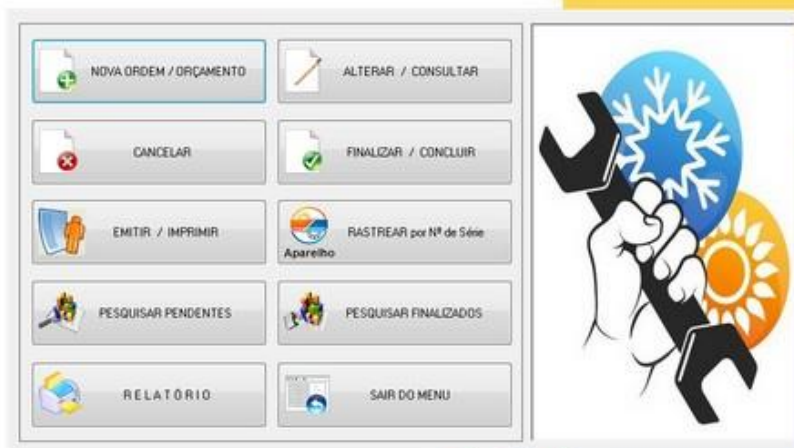 NOVA ORDEM / ORÇAMENTO
ALTERAR / CONSULTAR
CANCELAR
FINALIZAR / CONCLUIR
EMITIR / IMPRIMIR
Aparelho
RASTREAR por Nº de Série
PESQUISAR PENDENTES
PESQUISAR FINALIZADOS
RELATÓRIO
SAIR DO MENU